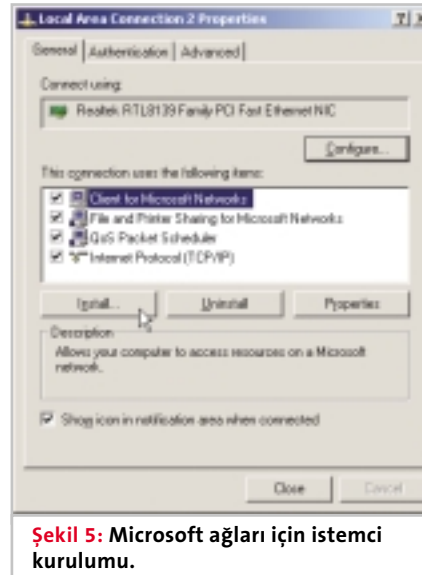 Local Area Connection 2 Properties
General Authentication Advanced
Connect using:
Realtek RTL8139 Family PCI Fast Ethernet NIC
Configure...
This connection uses the following items:
Client for Microsoft Networks
File and Printer Sharing for Microsoft Networks
QoS Packet Scheduler
Internet Protocol (TCP/IP)
Install... Uninstall Properties
Description
Allows your computer to access resources on a Microsoft
network.
Show icon in notification area when connected
Close Cancel
Şekil 5: Microsoft ağları için istemci
kurulumu.